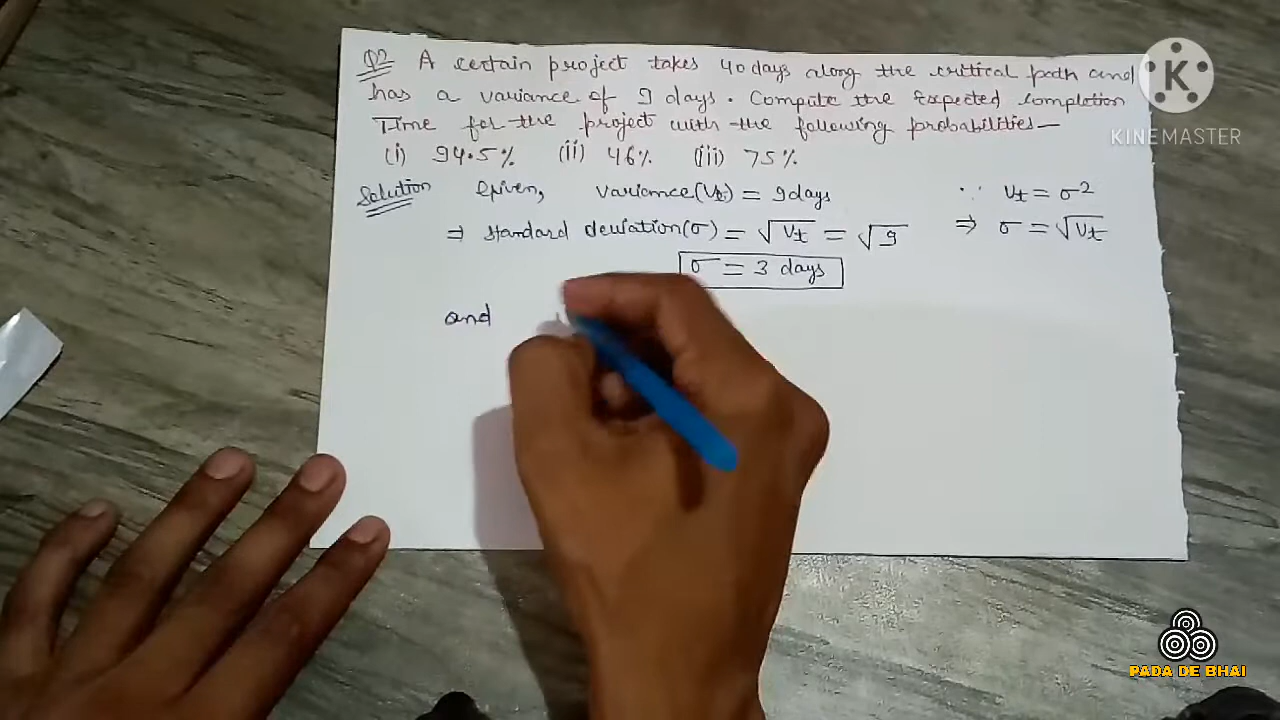 Q2 A certain project takes 40 days along the critical path and
has a variance of 9 days. Compute the Expected completion
Time for the project with the following probabilities—
(i) 94.5% (ii) 46% (iii) 75%
Solution Given, variance(Vt) = 9 days ∵ Vt = σ²
⇒ standard deviation(σ) = √Vt = √9 ⇒ σ = √Vt
σ = 3 days
and
K
KINEMASTER
PADA DE BHAI